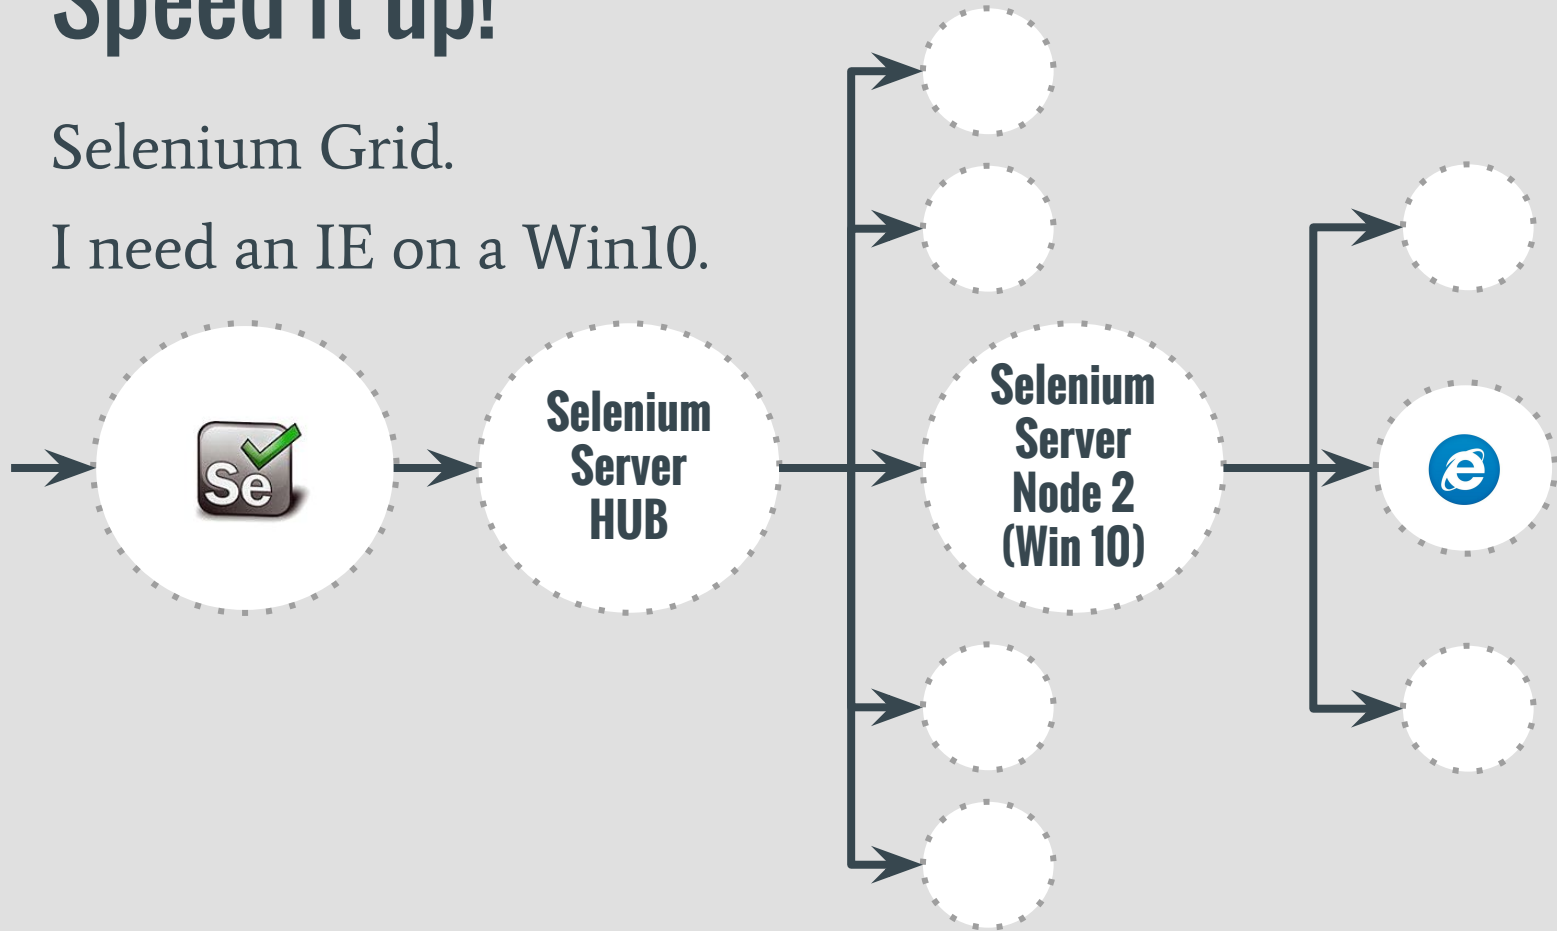 Speed it up!
Selenium Grid.
I need an IE on a Win10.
Se
Selenium
Server
HUB
Selenium
Server
Node 2
(Win 10)